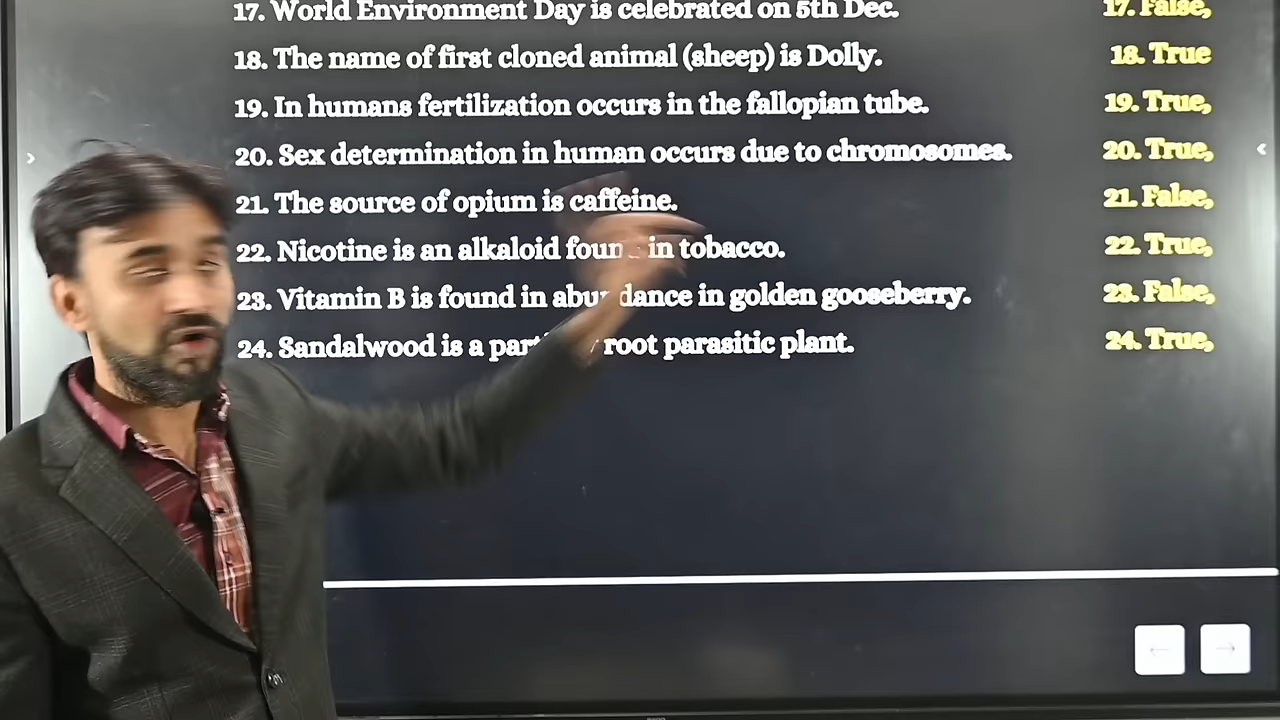 17. World Environment Day is celebrated on 5th Dec. 17. False,
18. The name of first cloned animal (sheep) is Dolly. 18. True
19. In humans fertilization occurs in the fallopian tube. 19. True,
20. Sex determination in human occurs due to chromosomes. 20. True,
21. The source of opium is caffeine. 21. False,
22. Nicotine is an alkaloid in tobacco. 22. True,
23. Vitamin B is found in abundance in golden gooseberry. 23. False,
24. Sandalwood is a root parasitic plant. 24. True,